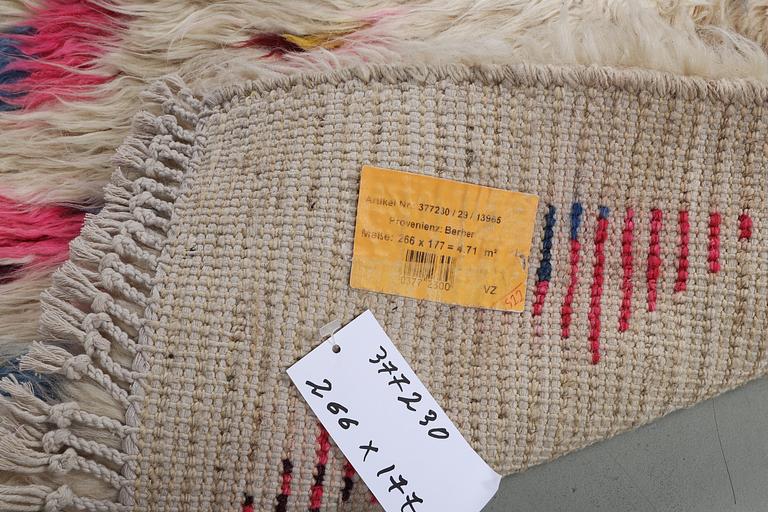 Artikel Nr.: 377230 / 29 / 13965
Provenienz: Berber
Maße: 266 x 177 = 4.71 m²
VZ
377230
266 x 177